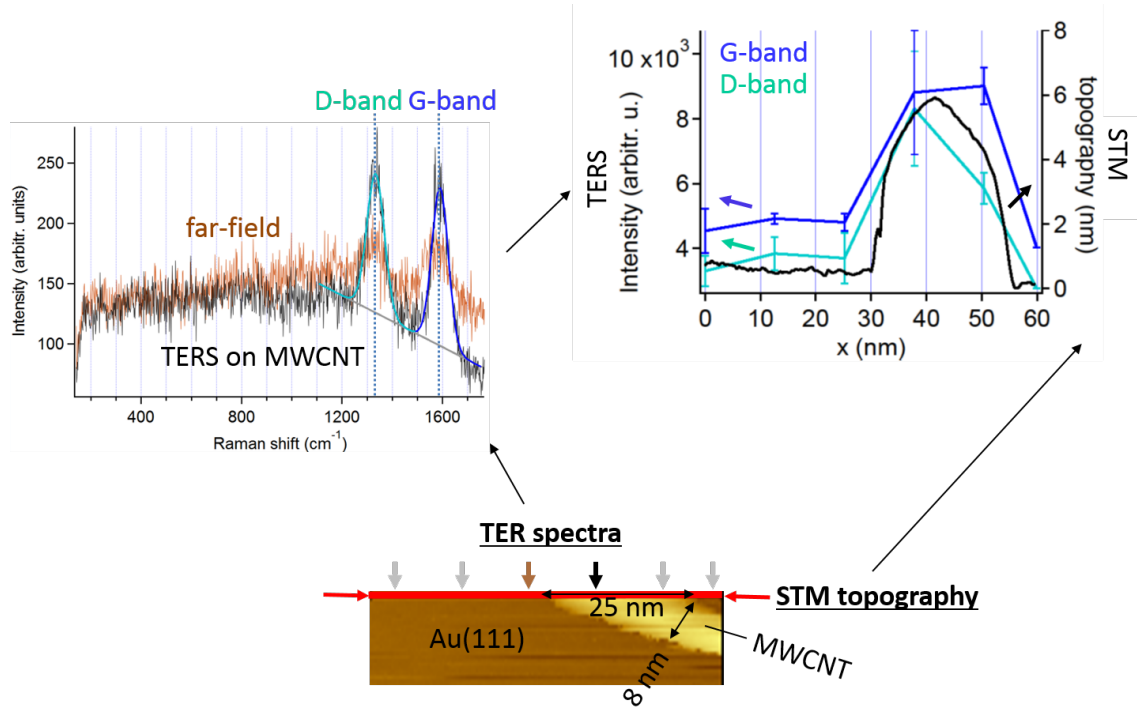 D-band G-band
250
200
150
100
Intensity (arbitr. units)
far-field
TERS on MWCNT
400 800 1200 1600
Raman shift (cm⁻¹)
G-band
D-band
10 x10³
8
6
4
TERS
Intensity (arbitr. u.)
8
6
4
2
0
topography (nm)
STM
0 10 20 30 40 50 60
x (nm)
TER spectra
25 nm
STM topography
Au(111)
8 nm
MWCNT